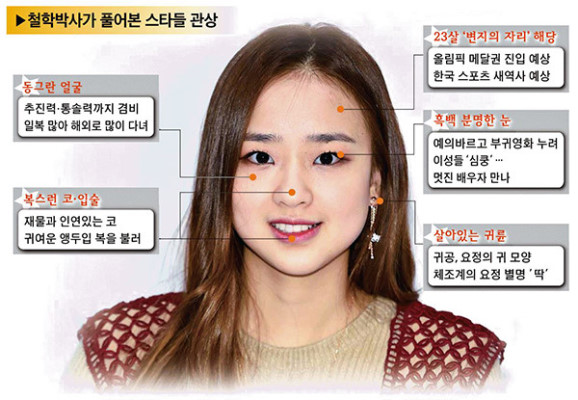 ▶철학박사가 풀어본 스타들 관상
동그란 얼굴
추진력·통솔력까지 겸비
일복 많아 해외로 많이 다녀
복스런 코·입술
재물과 인연있는 코
귀여운 앵두입 복을 불러
23살 '변지의 자리' 해당
올림픽 메달권 진입 예상
한국 스포츠 새역사 예상
흑백 분명한 눈
예의바르고 부귀영화 누려
이성들 '심쿵'…
멋진 배우자 만나
살아있는 귀륜
귀공, 요정의 귀 모양
체조계의 요정 별명 '딱'